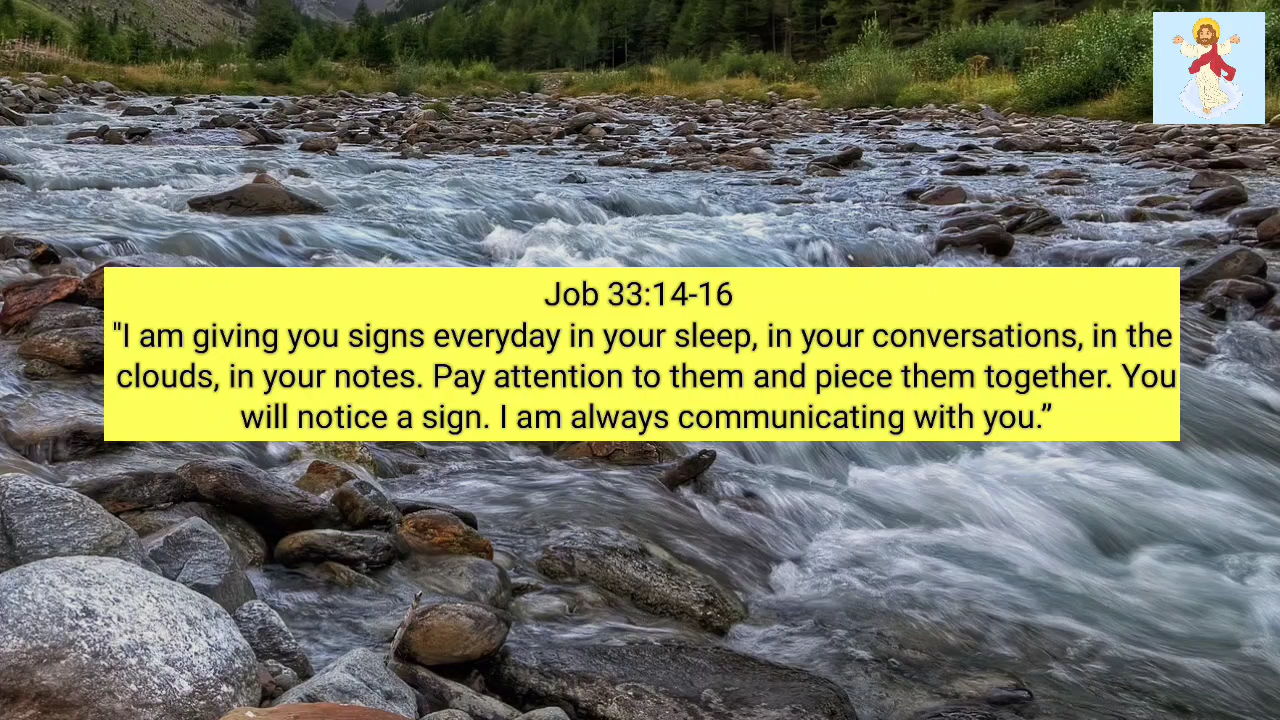 Job 33:14-16
"I am giving you signs everyday in your sleep, in your conversations, in the
clouds, in your notes. Pay attention to them and piece them together. You
will notice a sign. I am always communicating with you.”